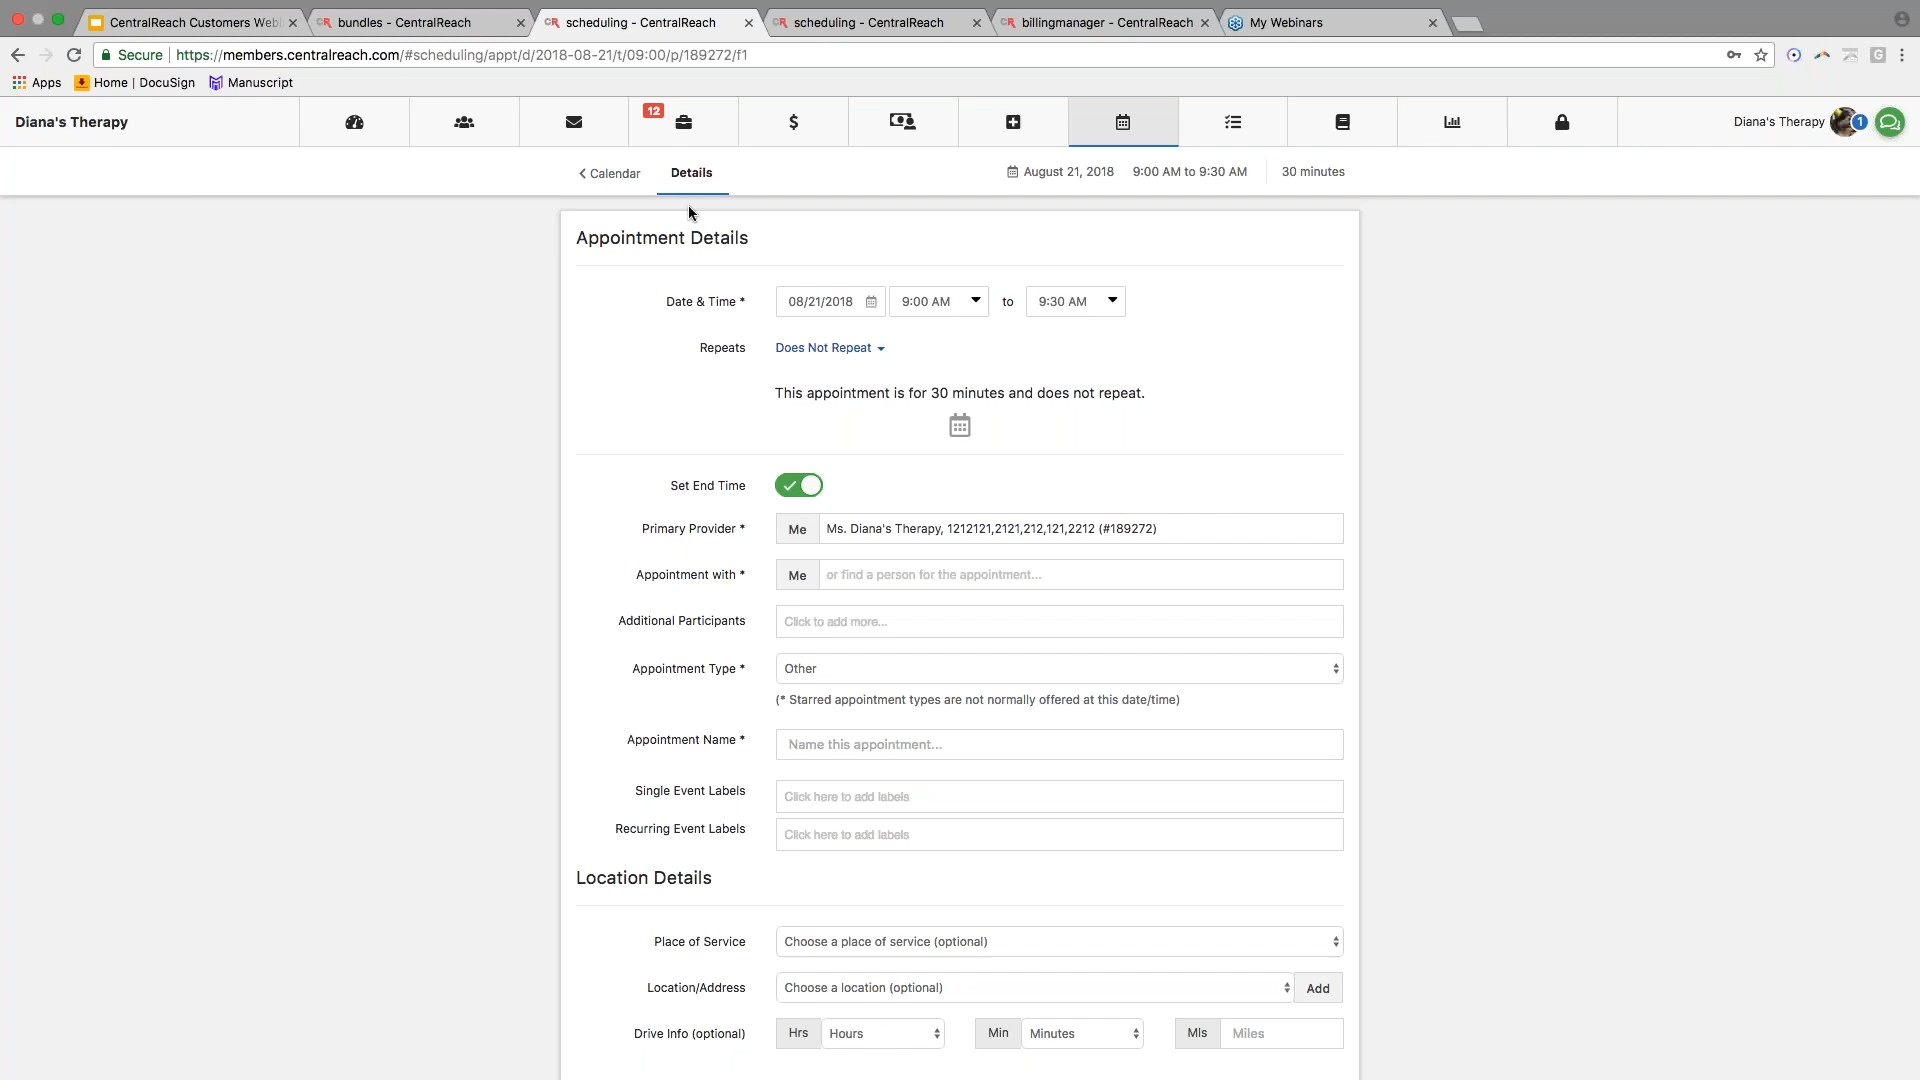 CentralReach Customers Web
CR bundles - CentralReach
CR scheduling - CentralReach
CR scheduling - CentralReach
CR billingmanager - CentralReach
My Webinars
Secure https://members.centralreach.com/#scheduling/appt/d/2018-08-21/t/09:00/p/189272/f1
Apps Home | DocuSign Manuscript
Diana's Therapy 12 Diana's Therapy 1
Calendar Details August 21, 2018 9:00 AM to 9:30 AM 30 minutes
Appointment Details
Date & Time * 08/21/2018 9:00 AM to 9:30 AM
Repeats Does Not Repeat
This appointment is for 30 minutes and does not repeat.
Set End Time
Primary Provider * Me Ms. Diana's Therapy, 1212121,2121,212,121,2212 (#189272)
Appointment with * Me or find a person for the appointment...
Additional Participants Click to add more...
Appointment Type * Other
(* Starred appointment types are not normally offered at this date/time)
Appointment Name * Name this appointment...
Single Event Labels Click here to add labels
Recurring Event Labels Click here to add labels
Location Details
Place of Service Choose a place of service (optional)
Location/Address Choose a location (optional) Add
Drive Info (optional) Hrs Hours Min Minutes Mls Miles